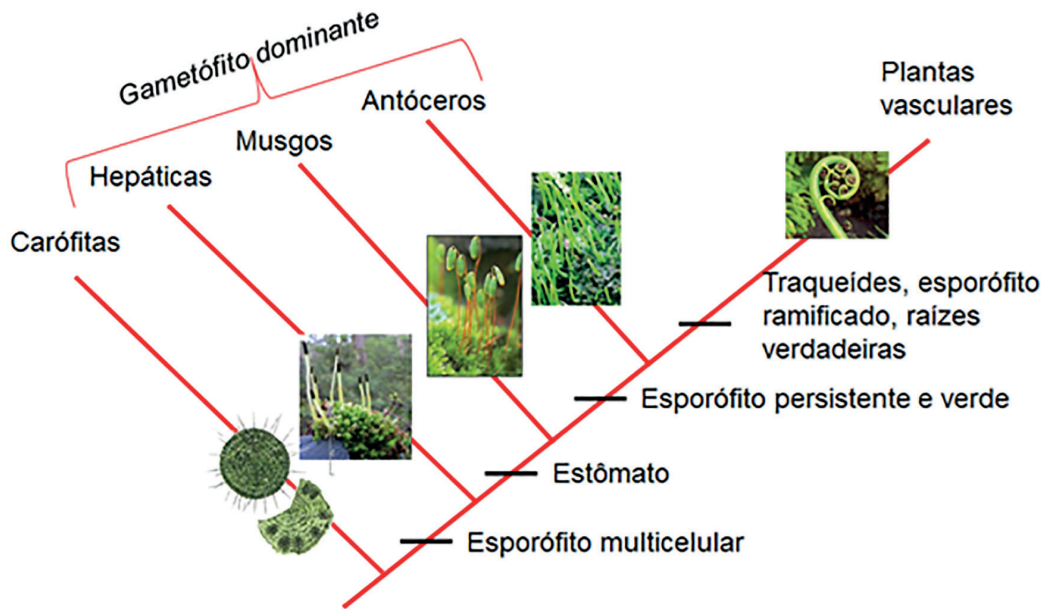 Gametófito dominante
Plantas
vasculares
Antóceros
Musgos
Hepáticas
Carófitas
Traqueídes, esporófito
ramificado, raízes
verdadeiras
Esporófito persistente e verde
Estômato
Esporófito multicelular